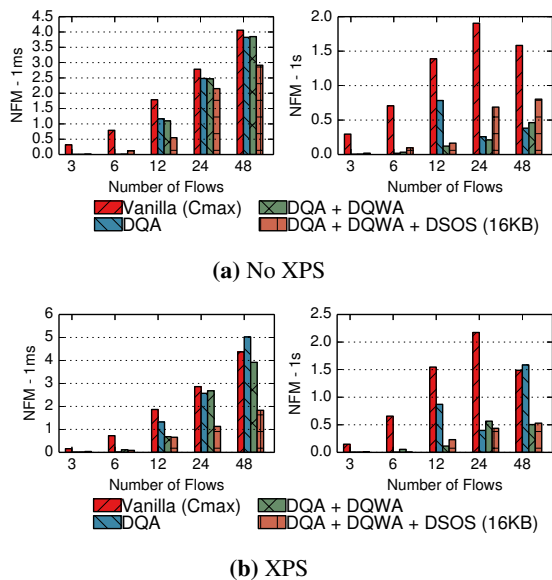 NFM - 1ms
4.5
4.0
3.5
3.0
2.5
2.0
1.5
1.0
0.5
0.0
3 6 12 24 48
Number of Flows
NFM - 1s
2.0
1.5
1.0
0.5
0.0
3 6 12 24 48
Number of Flows
Vanilla (Cmax)
DQA + DQWA
DQA
DQA + DQWA + DSOS (16KB)
(a) No XPS
NFM - 1ms
6
5
4
3
2
1
0
3 6 12 24 48
Number of Flows
NFM - 1s
2.5
2.0
1.5
1.0
0.5
0.0
3 6 12 24 48
Number of Flows
Vanilla (Cmax)
DQA + DQWA
DQA
DQA + DQWA + DSOS (16KB)
(b) XPS